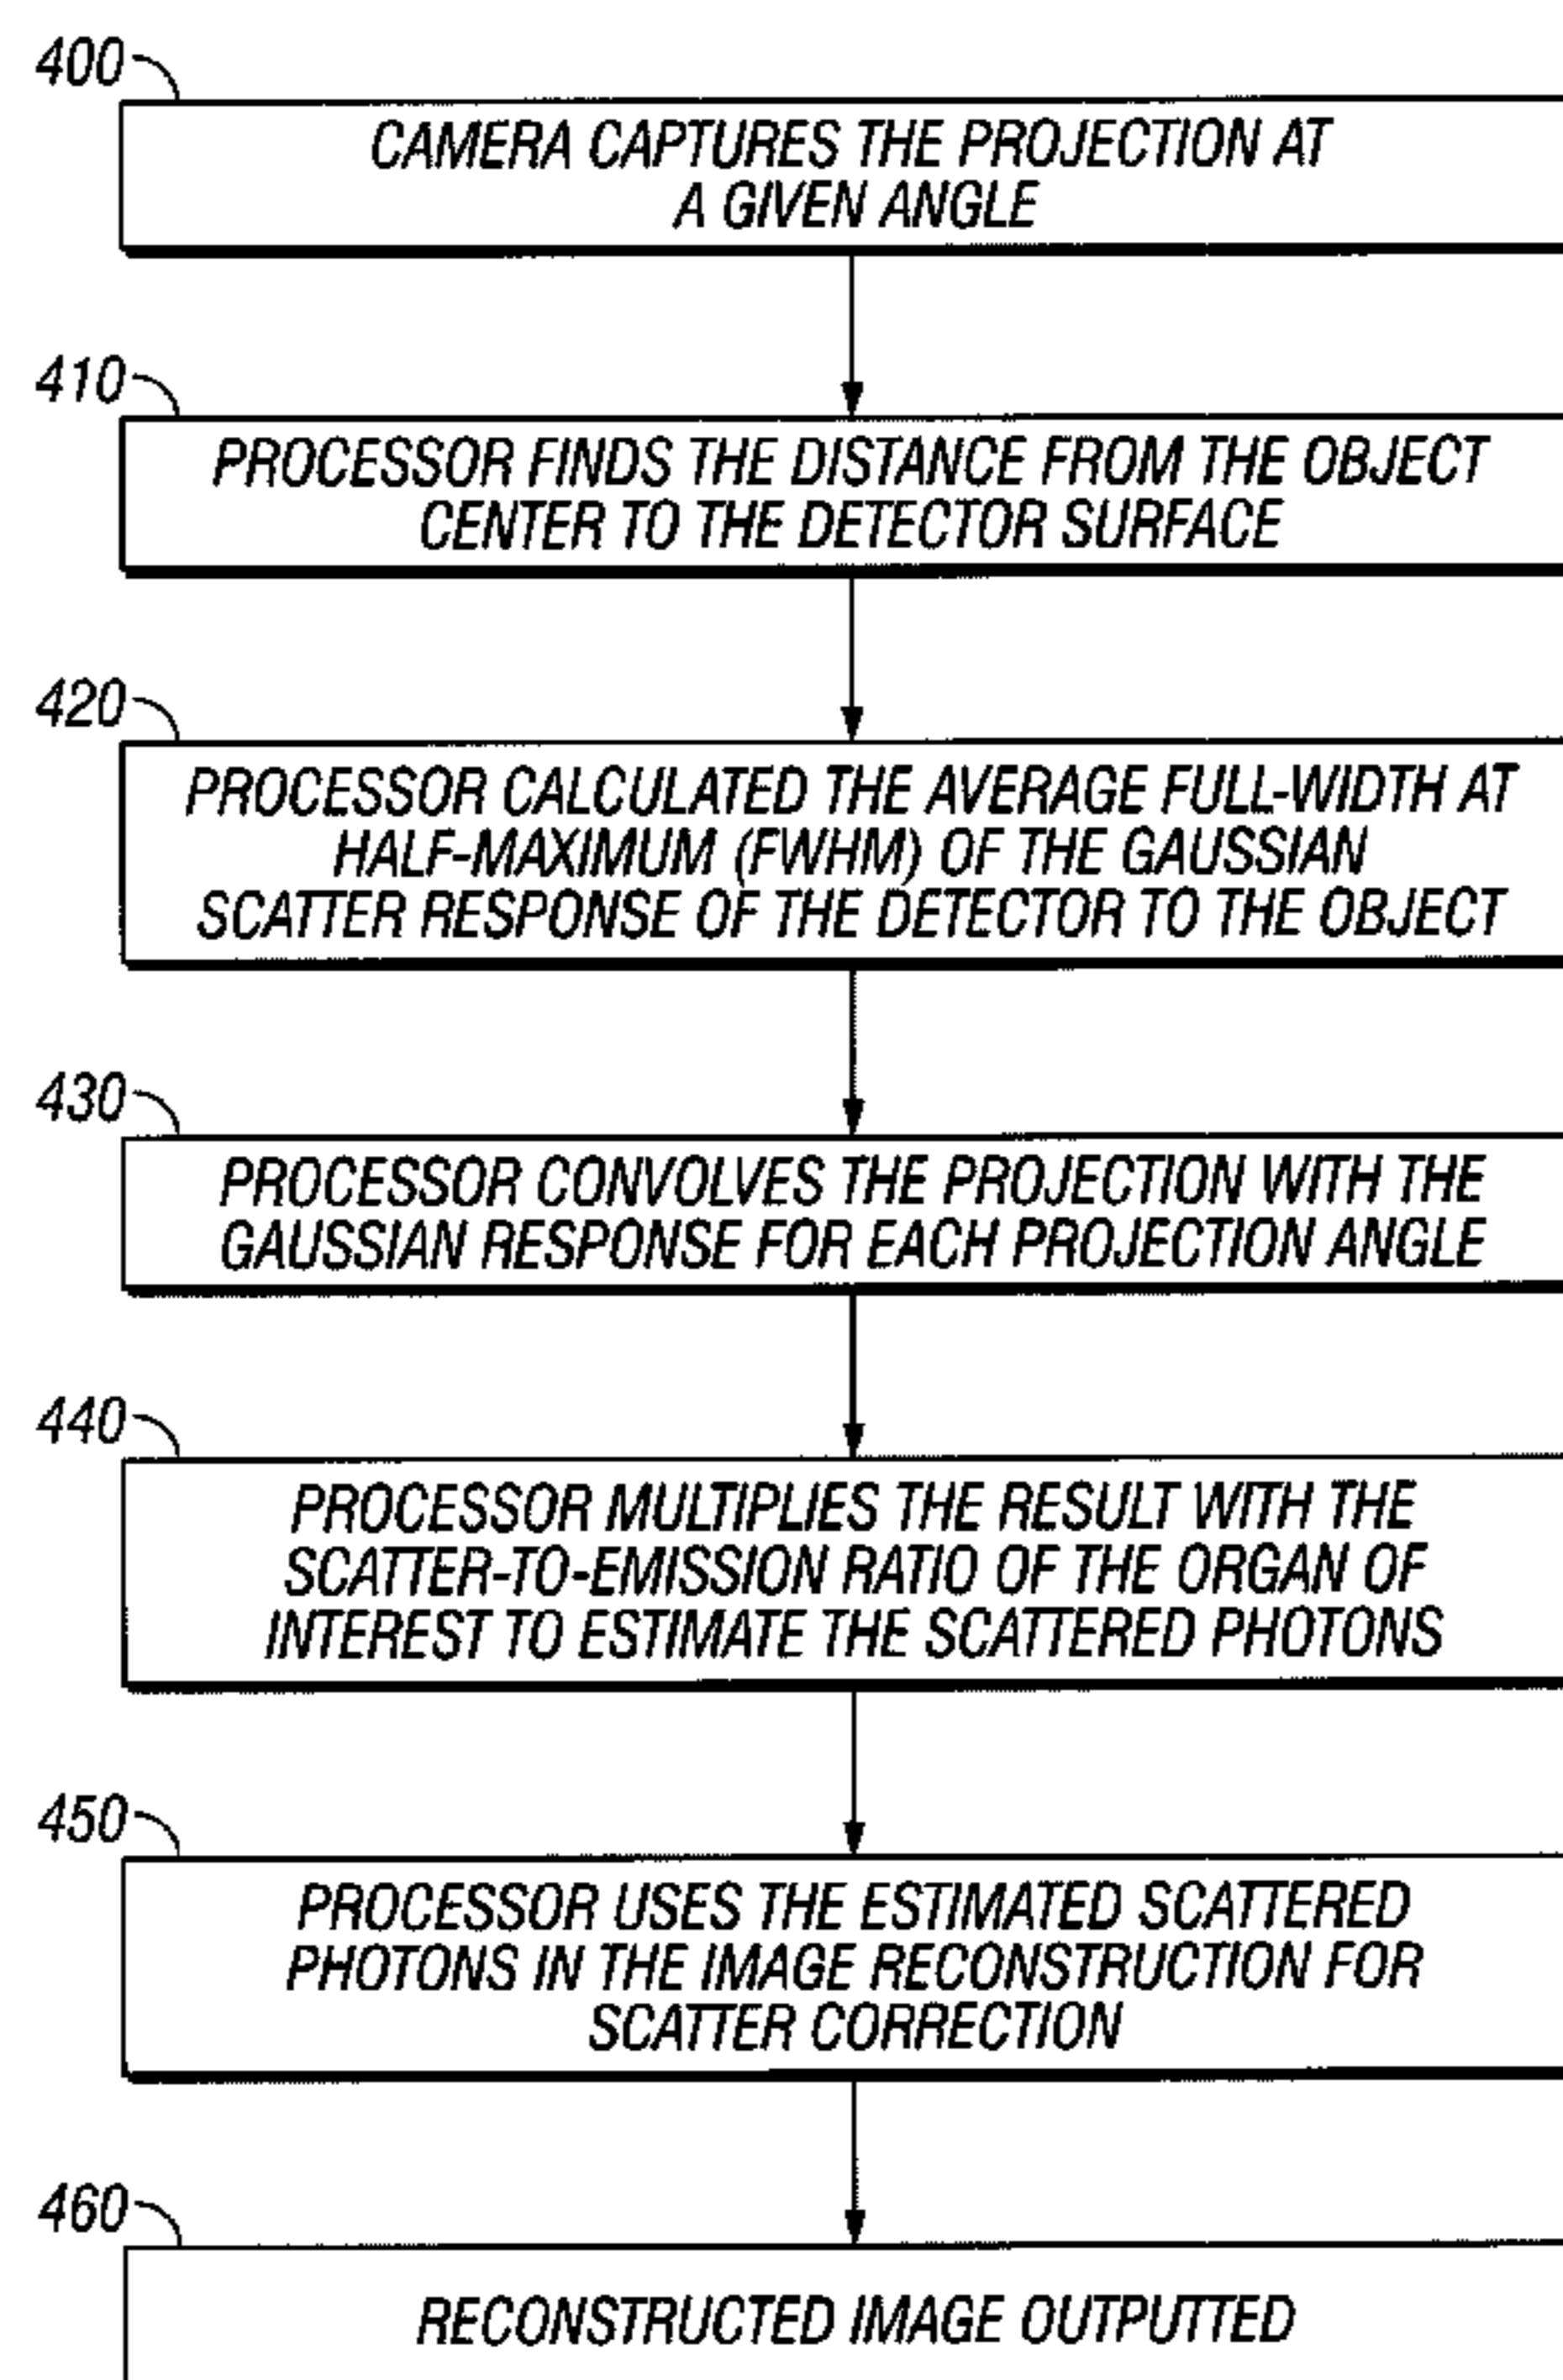 400
CAMERA CAPTURES THE PROJECTION AT
A GIVEN ANGLE
410
PROCESSOR FINDS THE DISTANCE FROM THE OBJECT
CENTER TO THE DETECTOR SURFACE
420
PROCESSOR CALCULATED THE AVERAGE FULL-WIDTH AT
HALF-MAXIMUM (FWHM) OF THE GAUSSIAN
SCATTER RESPONSE OF THE DETECTOR TO THE OBJECT
430
PROCESSOR CONVOLVES THE PROJECTION WITH THE
GAUSSIAN RESPONSE FOR EACH PROJECTION ANGLE
440
PROCESSOR MULTIPLIES THE RESULT WITH THE
SCATTER-TO-EMISSION RATIO OF THE ORGAN OF
INTEREST TO ESTIMATE THE SCATTERED PHOTONS
450
PROCESSOR USES THE ESTIMATED SCATTERED
PHOTONS IN THE IMAGE RECONSTRUCTION FOR
SCATTER CORRECTION
460
RECONSTRUCTED IMAGE OUTPUTTED